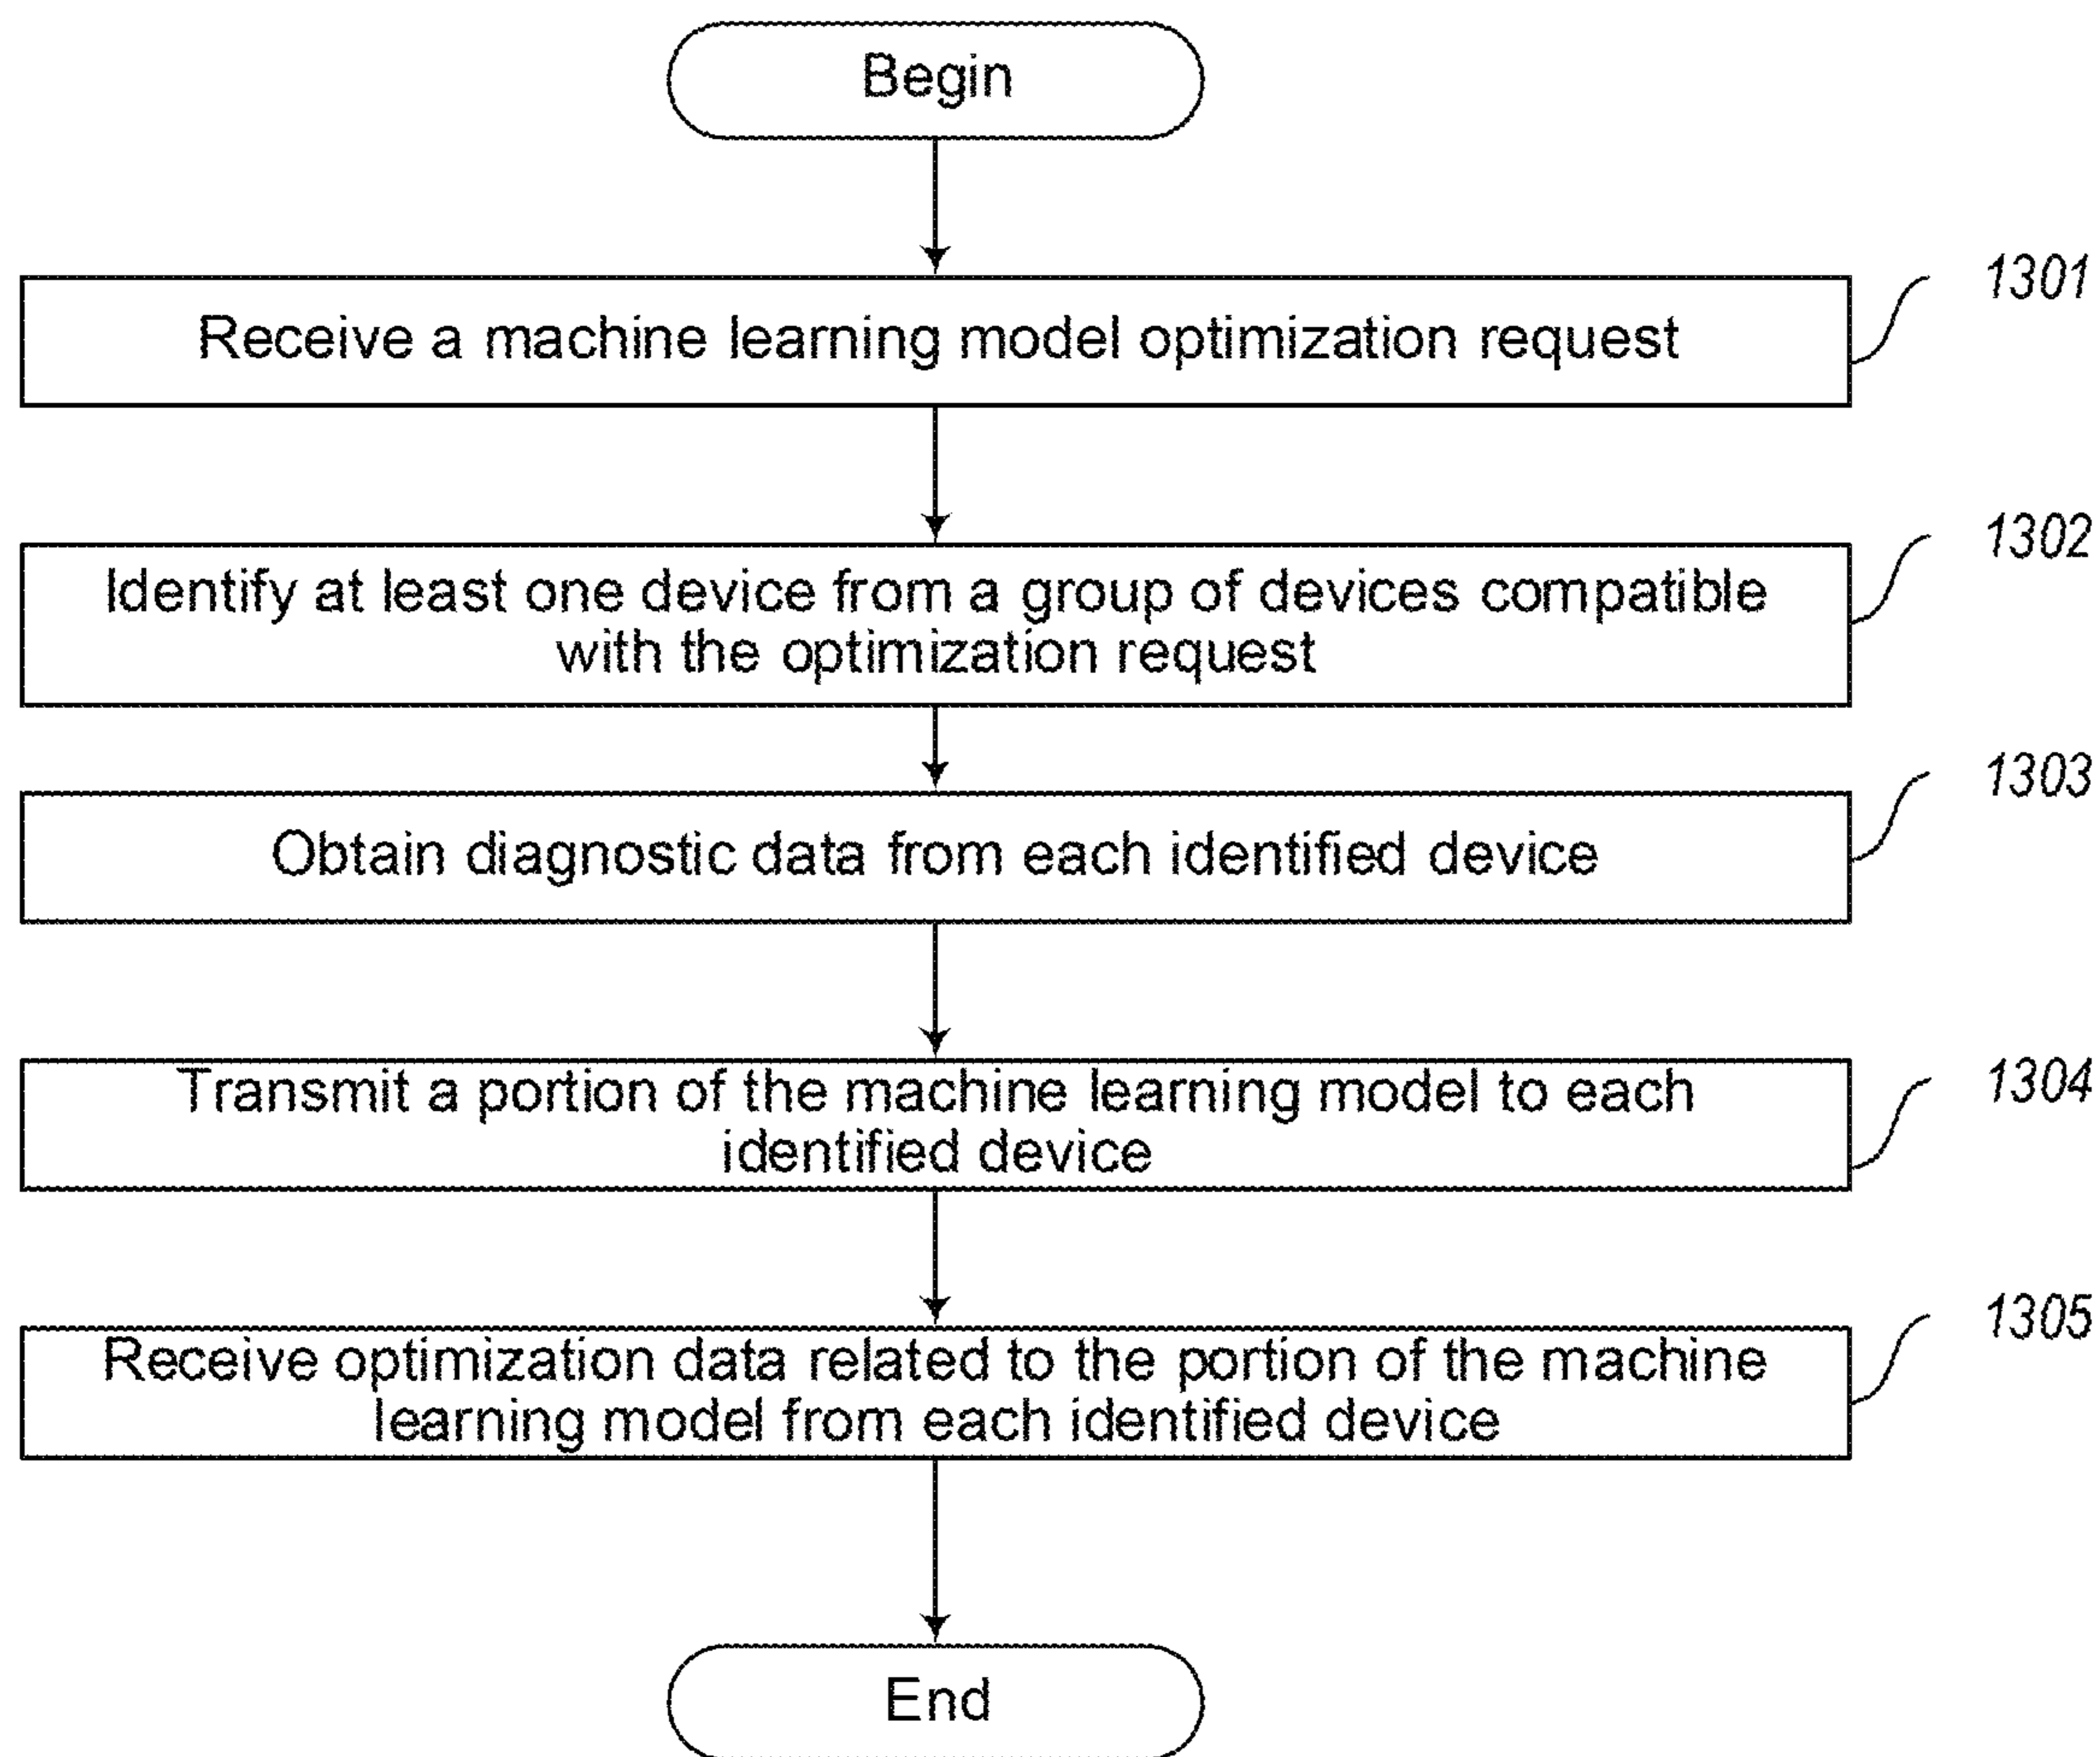 Begin
Receive a machine learning model optimization request
1301
Identify at least one device from a group of devices compatible
with the optimization request
1302
Obtain diagnostic data from each identified device
1303
Transmit a portion of the machine learning model to each
identified device
1304
Receive optimization data related to the portion of the machine
learning model from each identified device
1305
End